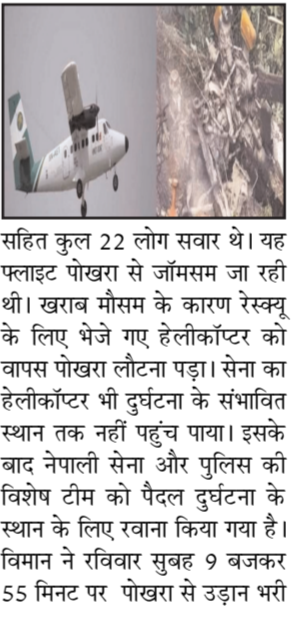 सहित कुल 22 लोग सवार थे। यह
फ्लाइट पोखरा से जॉमसम जा रही
थी। खराब मौसम के कारण रेस्क्यू
के लिए भेजे गए हेलीकॉप्टर को
वापस पोखरा लौटना पड़ा। सेना का
हेलीकॉप्टर भी दुर्घटना के संभावित
स्थान तक नहीं पहुंच पाया। इसके
बाद नेपाली सेना और पुलिस की
विशेष टीम को पैदल दुर्घटना के
स्थान के लिए रवाना किया गया है।
विमान ने रविवार सुबह 9 बजकर
55 मिनट पर पोखरा से उड़ान भरी